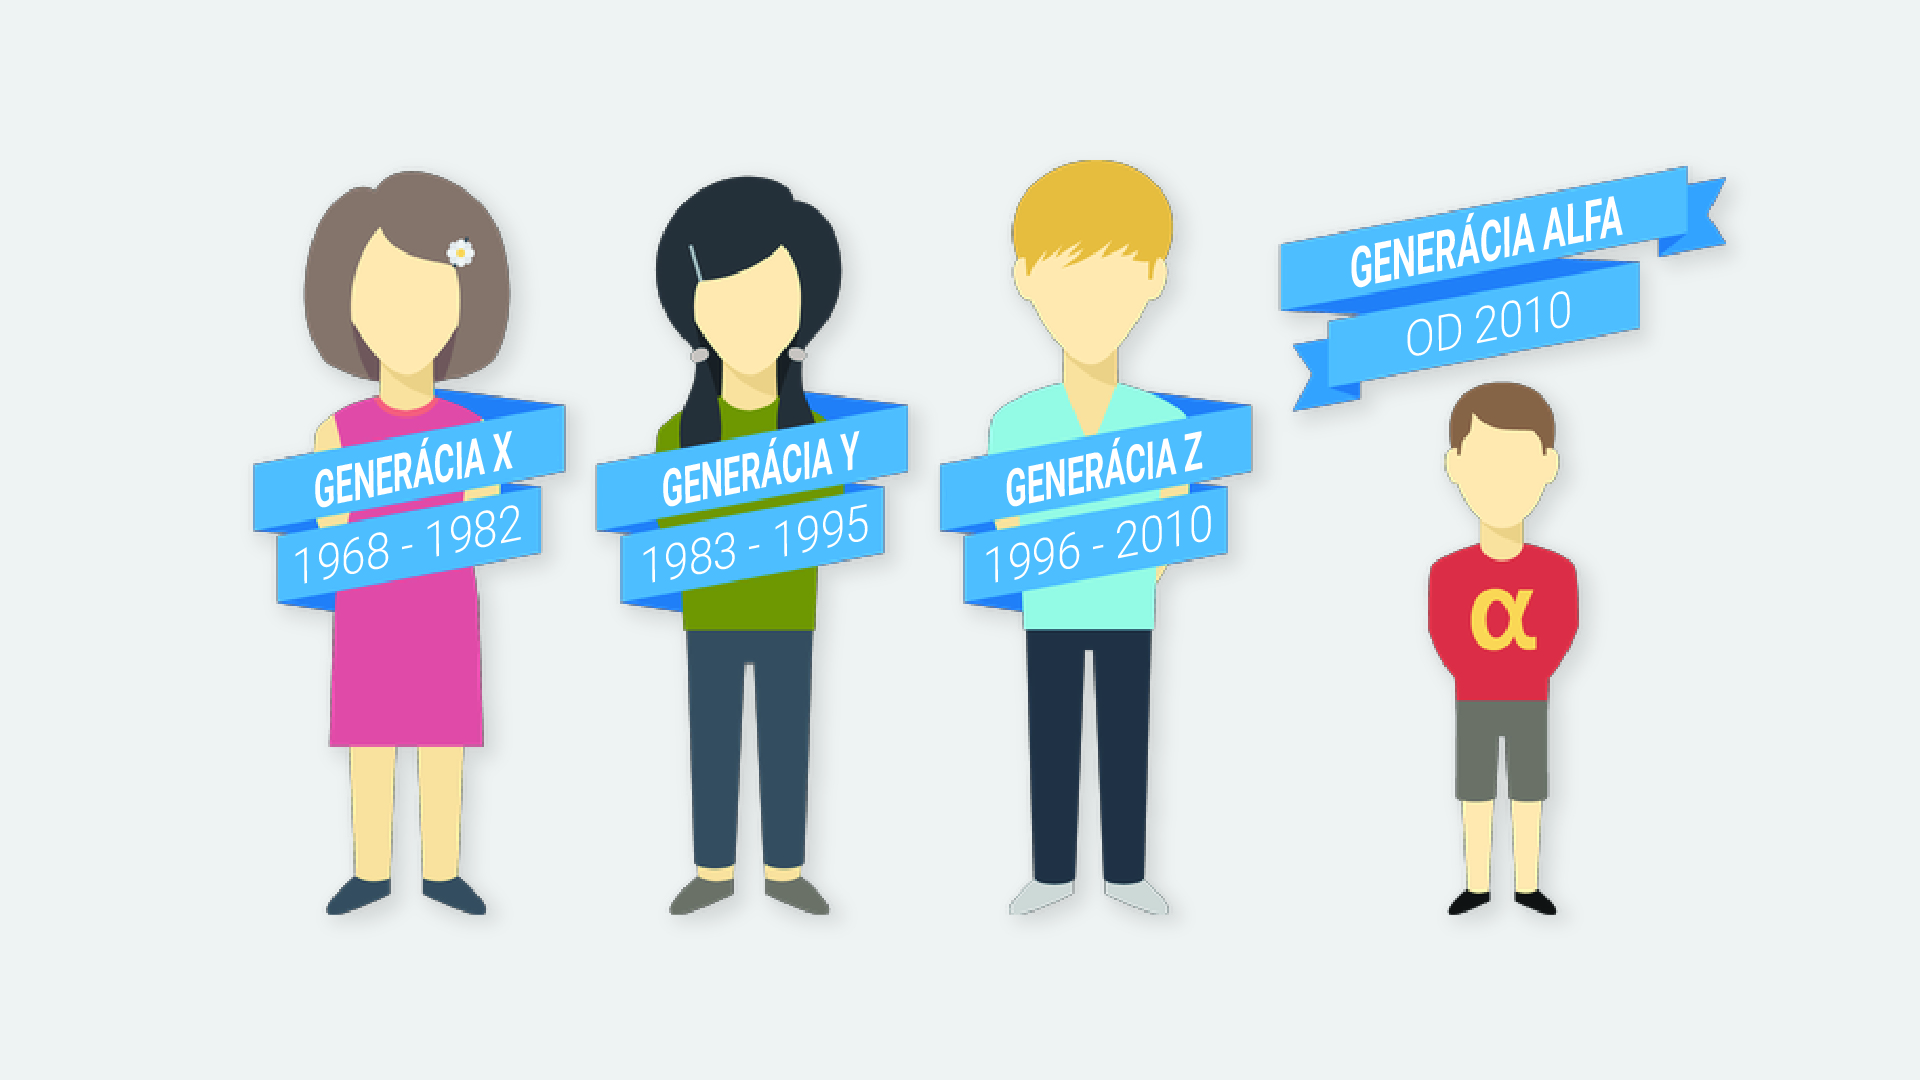 GENERÁCIA X
1968 - 1982
GENERÁCIA Y
1983 - 1995
GENERÁCIA Z
1996 - 2010
GENERÁCIA ALFA
OD 2010
α